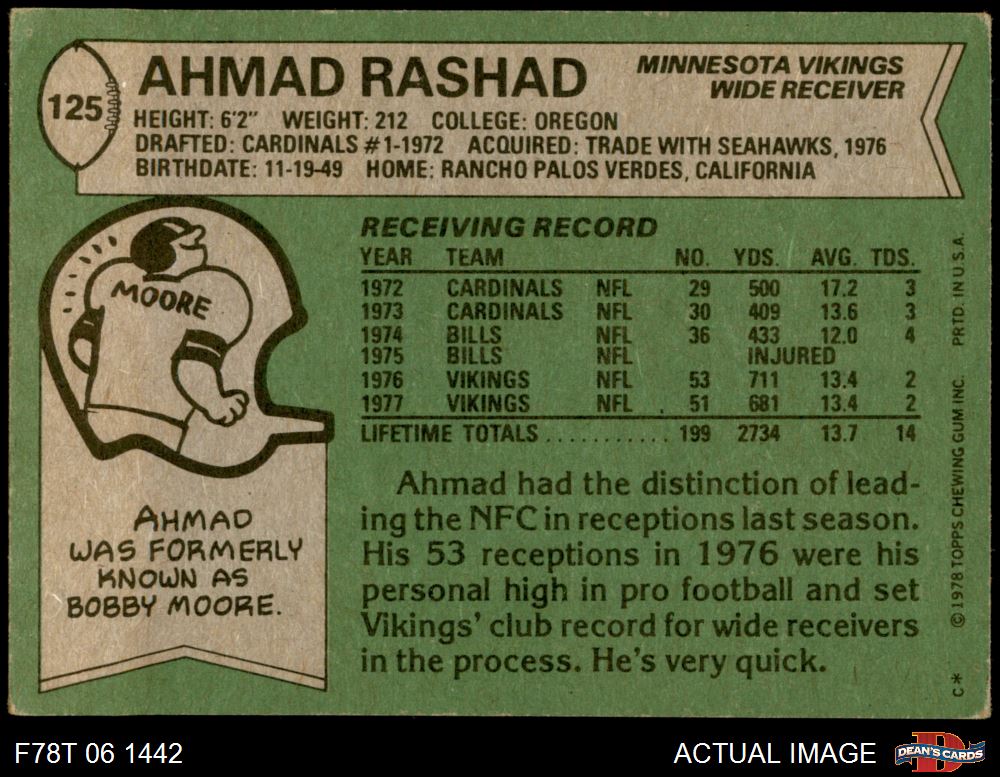 125
AHMAD RASHAD
MINNESOTA VIKINGS
WIDE RECEIVER
HEIGHT: 6'2" WEIGHT: 212 COLLEGE: OREGON
DRAFTED: CARDINALS #1-1972 ACQUIRED: TRADE WITH SEAHAWKS, 1976
BIRTHDATE: 11-19-49 HOME: RANCHO PALOS VERDES, CALIFORNIA
MOORE
AHMAD
WAS FORMERLY
KNOWN AS
BOBBY MOORE.
RECEIVING RECORD
YEAR TEAM NO. YDS. AVG. TDS.
1972 CARDINALS NFL 29 500 17.2 3
1973 CARDINALS NFL 30 409 13.6 3
1974 BILLS NFL 36 433 12.0 4
1975 BILLS NFL INJURED
1976 VIKINGS NFL 53 711 13.4 2
1977 VIKINGS NFL 51 681 13.4 2
LIFETIME TOTALS ........... 199 2734 13.7 14
Ahmad had the distinction of lead-
ing the NFC in receptions last season.
His 53 receptions in 1976 were his
personal high in pro football and set
Vikings' club record for wide receivers
in the process. He's very quick.
C* ©1978 TOPPS CHEWING GUM INC. PRTD. IN U.S.A.
F78T 06 1442
ACTUAL IMAGE
D
DEAN'S CARDS